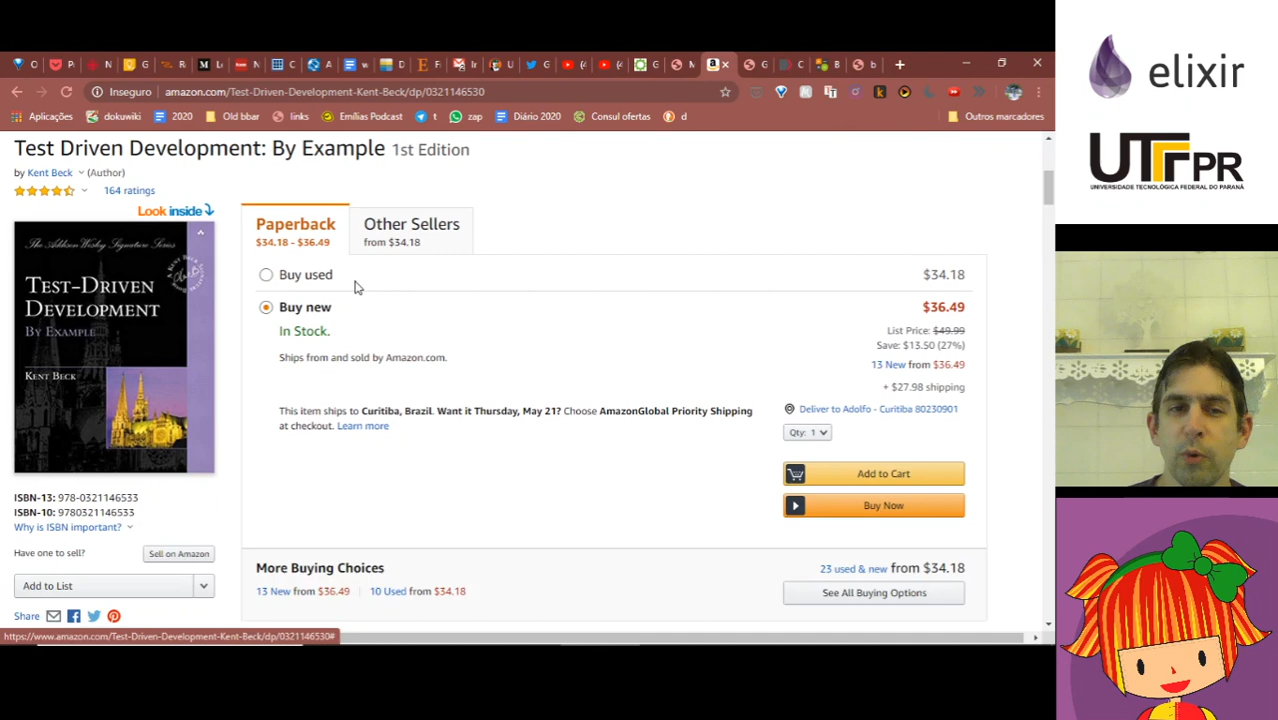 Inseguro amazon.com/Test-Driven-Development-Kent-Beck/dp/0321146530
Aplicações dokuwiki 2020 Old bbar links Emílias Podcast t zap Diário 2020 Consul ofertas d Outros marcadores
Test Driven Development: By Example 1st Edition
by Kent Beck (Author)
164 ratings
Look inside
The Addison Wesley Signature Series
TEST-DRIVEN
DEVELOPMENT
BY EXAMPLE
KENT BECK
ISBN-13: 978-0321146533
ISBN-10: 9780321146533
Why is ISBN important?
Have one to sell? Sell on Amazon
Add to List
Share
Paperback
$34.18 - $36.49
Other Sellers
from $34.18
Buy used $34.18
Buy new $36.49
In Stock.
List Price: $49.99
Save: $13.50 (27%)
Ships from and sold by Amazon.com.
13 New from $36.49
+ $27.98 shipping
This item ships to Curitiba, Brazil. Want it Thursday, May 21? Choose AmazonGlobal Priority Shipping
at checkout. Learn more
Deliver to Adolfo - Curitiba 80230901
Qty: 1
Add to Cart
Buy Now
More Buying Choices
13 New from $36.49 10 Used from $34.18
23 used & new from $34.18
See All Buying Options
https://www.amazon.com/Test-Driven-Development-Kent-Beck/dp/0321146530#
elixir
UTFPR
UNIVERSIDADE TECNOLÓGICA FEDERAL DO PARANÁ